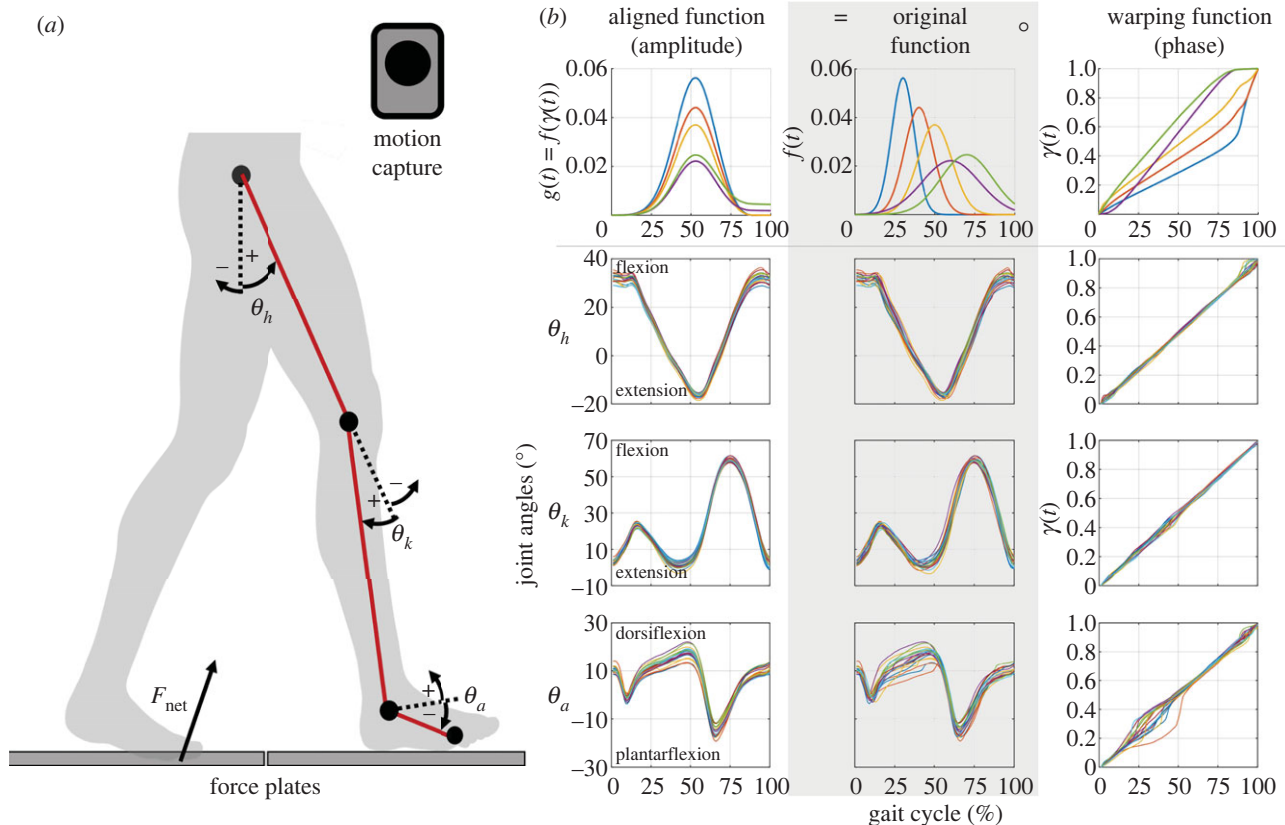 (a)
motion
capture
+
−
θh
+
−
θk
+
−
θa
Fnet
force plates
(b)
aligned function
(amplitude)
=
original
function
○
warping function
(phase)
g(t) = f(γ(t))
0.06
0.04
0.02
0 25 50 75 100
f(t)
0.06
0.04
0.02
0 25 50 75 100
γ(t)
1.0
0.8
0.6
0.4
0.2
0 25 50 75 100
joint angles (°)
θh
40
20
0
−20
flexion
extension
1.0
0.8
0.6
0.4
0.2
0
θk
70
50
30
10
−10
flexion
extension
γ(t)
1.0
0.8
0.6
0.4
0.2
0
θa
30
10
−10
−30
dorsiflexion
plantarflexion
1.0
0.8
0.6
0.4
0.2
0
0 25 50 75 100
0 25 50 75 100
0 25 50 75 100
gait cycle (%)